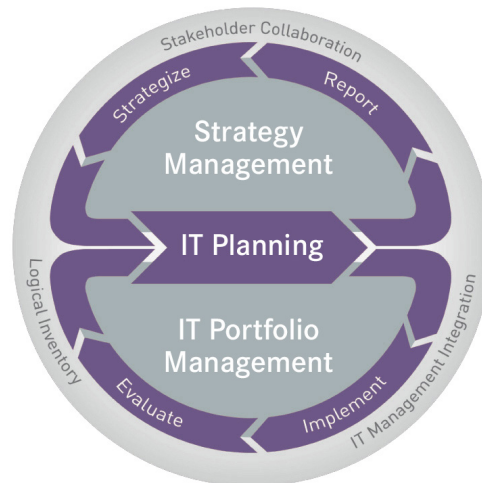 Stakeholder Collaboration
Strategize
Report
Strategy
Management
IT Planning
IT Portfolio
Management
Logical Inventory
Evaluate
Implement
IT Management Integration